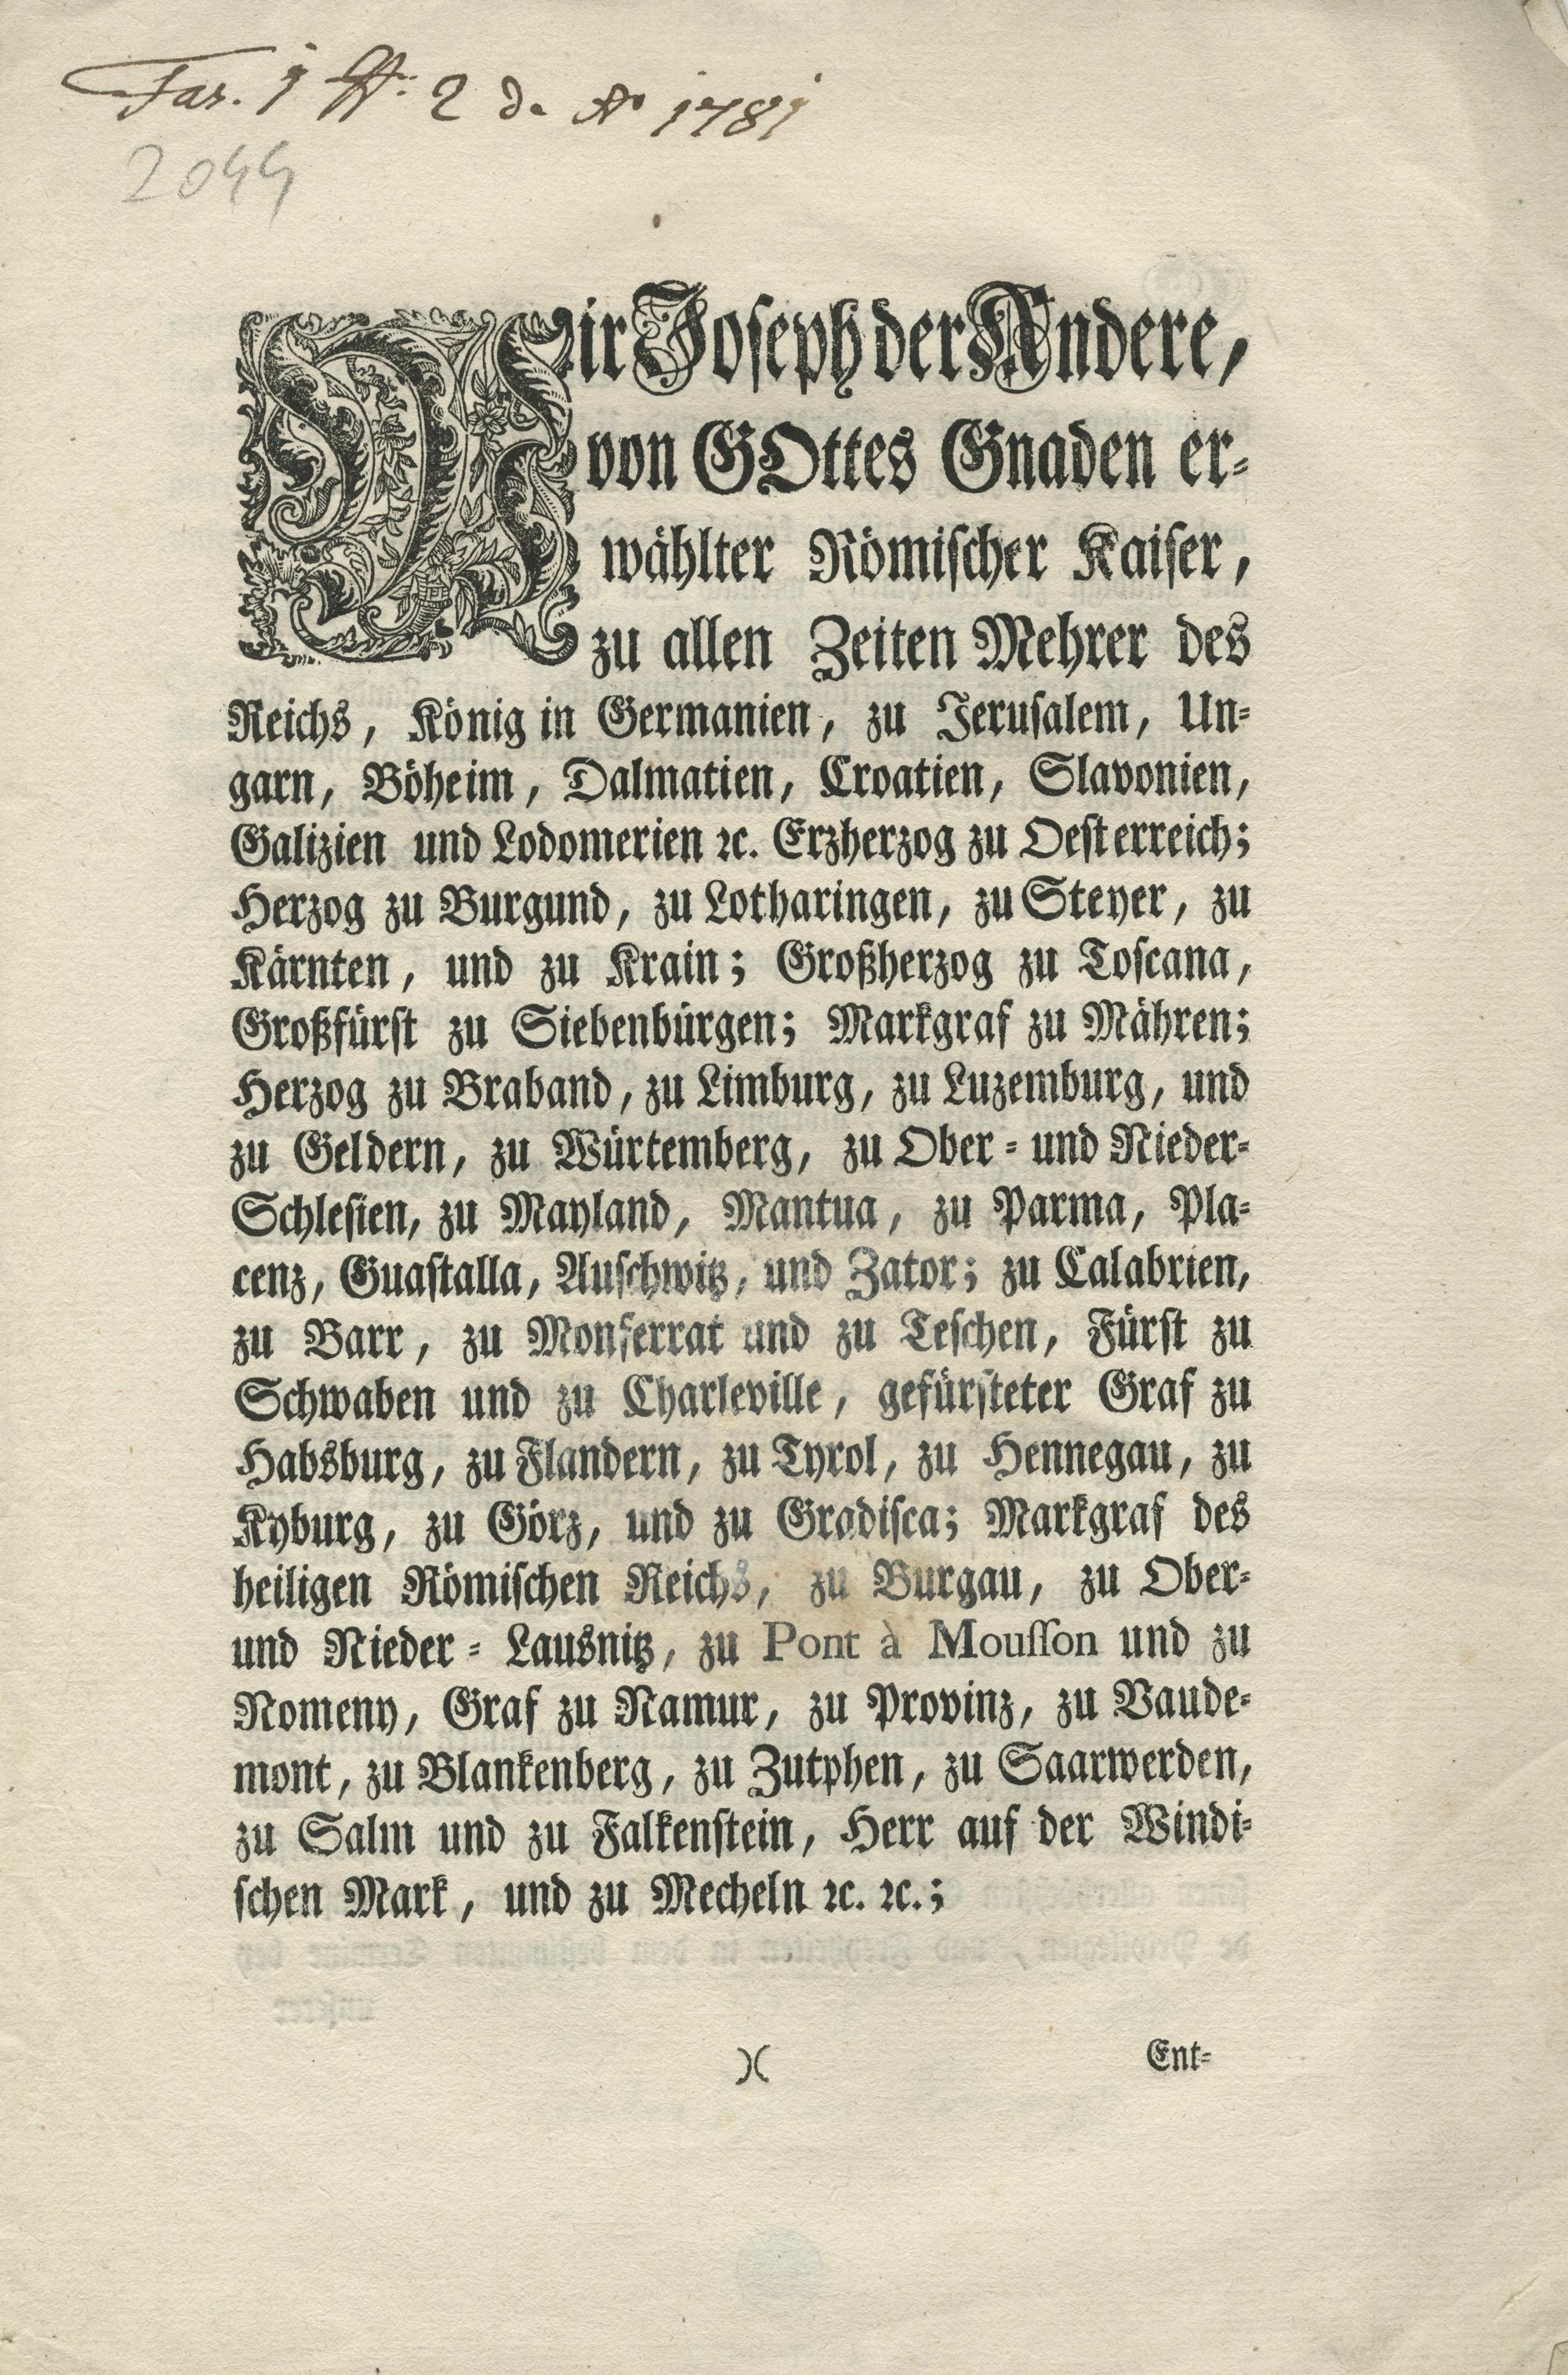 Fas. 1 N: 2 de Ao 1781
2044
Wir Joseph der Andere,
von GOttes Gnaden er-
wählter Römischer Kaiser,
zu allen Zeiten Mehrer des
Reichs, König in Germanien, zu Jerusalem, Un-
garn, Böheim, Dalmatien, Croatien, Slavonien,
Galizien und Lodomerien ꝛc. Erzherzog zu Oesterreich;
Herzog zu Burgund, zu Lotharingen, zu Steyer, zu
Kärnten, und zu Krain; Großherzog zu Toscana,
Großfürst zu Siebenbürgen; Markgraf zu Mähren;
Herzog zu Braband, zu Limburg, zu Luzemburg, und
zu Geldern, zu Würtemberg, zu Ober- und Nieder-
Schlesien, zu Mayland, Mantua, zu Parma, Pla-
cenz, Guastalla, Auschwitz, und Zator; zu Calabrien,
zu Barr, zu Monferrat und zu Teschen, Fürst zu
Schwaben und zu Charleville, gefürsteter Graf zu
Habsburg, zu Flandern, zu Tyrol, zu Hennegau, zu
Kyburg, zu Görz, und zu Gradisca; Markgraf des
heiligen Römischen Reichs, zu Burgau, zu Ober-
und Nieder-Lausnitz, zu Pont à Mousson und zu
Nomeny, Graf zu Namur, zu Provinz, zu Vaude-
mont, zu Blankenberg, zu Zutphen, zu Saarwerden,
zu Salm und zu Falkenstein, Herr auf der Windi-
schen Mark, und zu Mecheln ꝛc. ꝛc.;
)(
Ent-